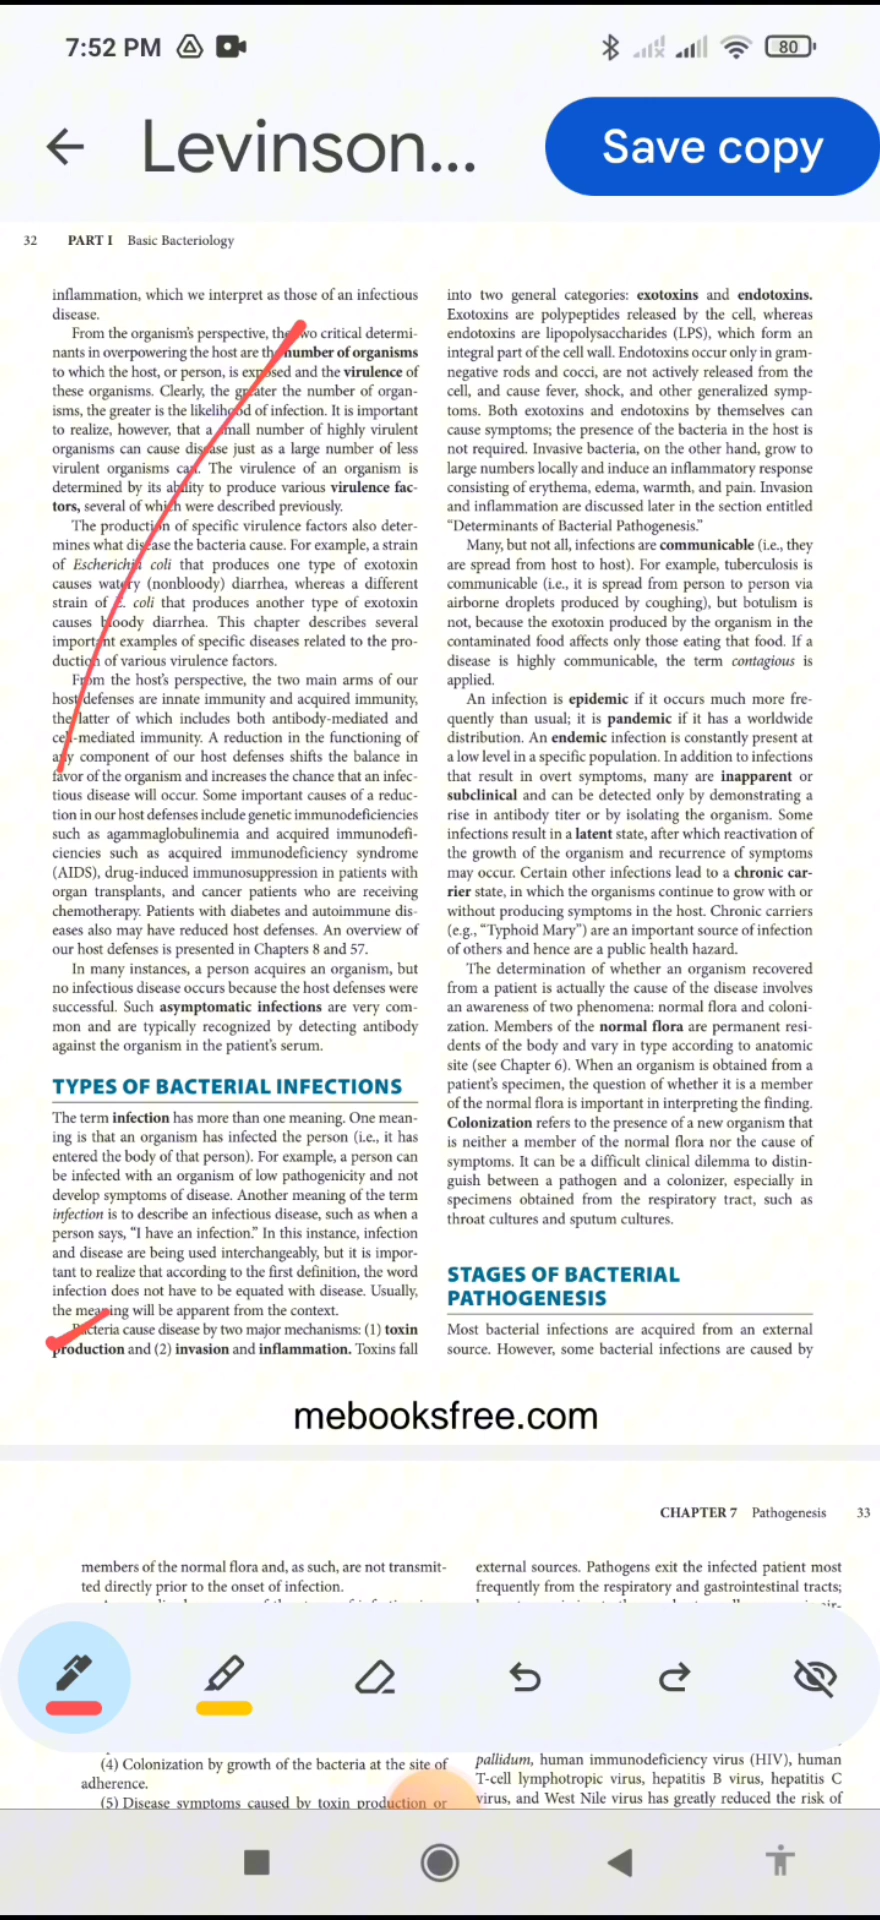 7:52 PM
80
Levinson...
Save copy
32 PART I Basic Bacteriology
inflammation, which we interpret as those of an infectious
disease.
From the organism's perspective, the two critical determi-
nants in overpowering the host are the number of organisms
to which the host, or person, is exposed and the virulence of
these organisms. Clearly, the greater the number of organ-
isms, the greater is the likelihood of infection. It is important
to realize, however, that a small number of highly virulent
organisms can cause disease just as a large number of less
virulent organisms can. The virulence of an organism is
determined by its ability to produce various virulence fac-
tors, several of which were described previously.
The production of specific virulence factors also deter-
mines what disease the bacteria cause. For example, a strain
of Escherichia coli that produces one type of exotoxin
causes watery (nonbloody) diarrhea, whereas a different
strain of E. coli that produces another type of exotoxin
causes bloody diarrhea. This chapter describes several
important examples of specific diseases related to the pro-
duction of various virulence factors.
From the host's perspective, the two main arms of our
host defenses are innate immunity and acquired immunity,
the latter of which includes both antibody-mediated and
cell-mediated immunity. A reduction in the functioning of
any component of our host defenses shifts the balance in
favor of the organism and increases the chance that an infec-
tious disease will occur. Some important causes of a reduc-
tion in our host defenses include genetic immunodeficiencies
such as agammaglobulinemia and acquired immunodefi-
ciencies such as acquired immunodeficiency syndrome
(AIDS), drug-induced immunosuppression in patients with
organ transplants, and cancer patients who are receiving
chemotherapy. Patients with diabetes and autoimmune dis-
eases also may have reduced host defenses. An overview of
our host defenses is presented in Chapters 8 and 57.
In many instances, a person acquires an organism, but
no infectious disease occurs because the host defenses were
successful. Such asymptomatic infections are very com-
mon and are typically recognized by detecting antibody
against the organism in the patient's serum.
TYPES OF BACTERIAL INFECTIONS
The term infection has more than one meaning. One mean-
ing is that an organism has infected the person (i.e., it has
entered the body of that person). For example, a person can
be infected with an organism of low pathogenicity and not
develop symptoms of disease. Another meaning of the term
infection is to describe an infectious disease, such as when a
person says, “I have an infection.” In this instance, infection
and disease are being used interchangeably, but it is impor-
tant to realize that according to the first definition, the word
infection does not have to be equated with disease. Usually,
the meaning will be apparent from the context.
Bacteria cause disease by two major mechanisms: (1) toxin
production and (2) invasion and inflammation. Toxins fall
into two general categories: exotoxins and endotoxins.
Exotoxins are polypeptides released by the cell, whereas
endotoxins are lipopolysaccharides (LPS), which form an
integral part of the cell wall. Endotoxins occur only in gram-
negative rods and cocci, are not actively released from the
cell, and cause fever, shock, and other generalized symp-
toms. Both exotoxins and endotoxins by themselves can
cause symptoms; the presence of the bacteria in the host is
not required. Invasive bacteria, on the other hand, grow to
large numbers locally and induce an inflammatory response
consisting of erythema, edema, warmth, and pain. Invasion
and inflammation are discussed later in the section entitled
“Determinants of Bacterial Pathogenesis.”
Many, but not all, infections are communicable (i.e., they
are spread from host to host). For example, tuberculosis is
communicable (i.e., it is spread from person to person via
airborne droplets produced by coughing), but botulism is
not, because the exotoxin produced by the organism in the
contaminated food affects only those eating that food. If a
disease is highly communicable, the term contagious is
applied.
An infection is epidemic if it occurs much more fre-
quently than usual; it is pandemic if it has a worldwide
distribution. An endemic infection is constantly present at
a low level in a specific population. In addition to infections
that result in overt symptoms, many are inapparent or
subclinical and can be detected only by demonstrating a
rise in antibody titer or by isolating the organism. Some
infections result in a latent state, after which reactivation of
the growth of the organism and recurrence of symptoms
may occur. Certain other infections lead to a chronic car-
rier state, in which the organisms continue to grow with or
without producing symptoms in the host. Chronic carriers
(e.g., “Typhoid Mary”) are an important source of infection
of others and hence are a public health hazard.
The determination of whether an organism recovered
from a patient is actually the cause of the disease involves
an awareness of two phenomena: normal flora and coloni-
zation. Members of the normal flora are permanent resi-
dents of the body and vary in type according to anatomic
site (see Chapter 6). When an organism is obtained from a
patient's specimen, the question of whether it is a member
of the normal flora is important in interpreting the finding.
Colonization refers to the presence of a new organism that
is neither a member of the normal flora nor the cause of
symptoms. It can be a difficult clinical dilemma to distin-
guish between a pathogen and a colonizer, especially in
specimens obtained from the respiratory tract, such as
throat cultures and sputum cultures.
STAGES OF BACTERIAL
PATHOGENESIS
Most bacterial infections are acquired from an external
source. However, some bacterial infections are caused by
mebooksfree.com
CHAPTER 7 Pathogenesis 33
members of the normal flora and, as such, are not transmit-
ted directly prior to the onset of infection.
(4) Colonization by growth of the bacteria at the site of
adherence.
(5) Disease symptoms caused by toxin production or
external sources. Pathogens exit the infected patient most
frequently from the respiratory and gastrointestinal tracts;
pallidum, human immunodeficiency virus (HIV), human
T-cell lymphotropic virus, hepatitis B virus, hepatitis C
virus, and West Nile virus has greatly reduced the risk of